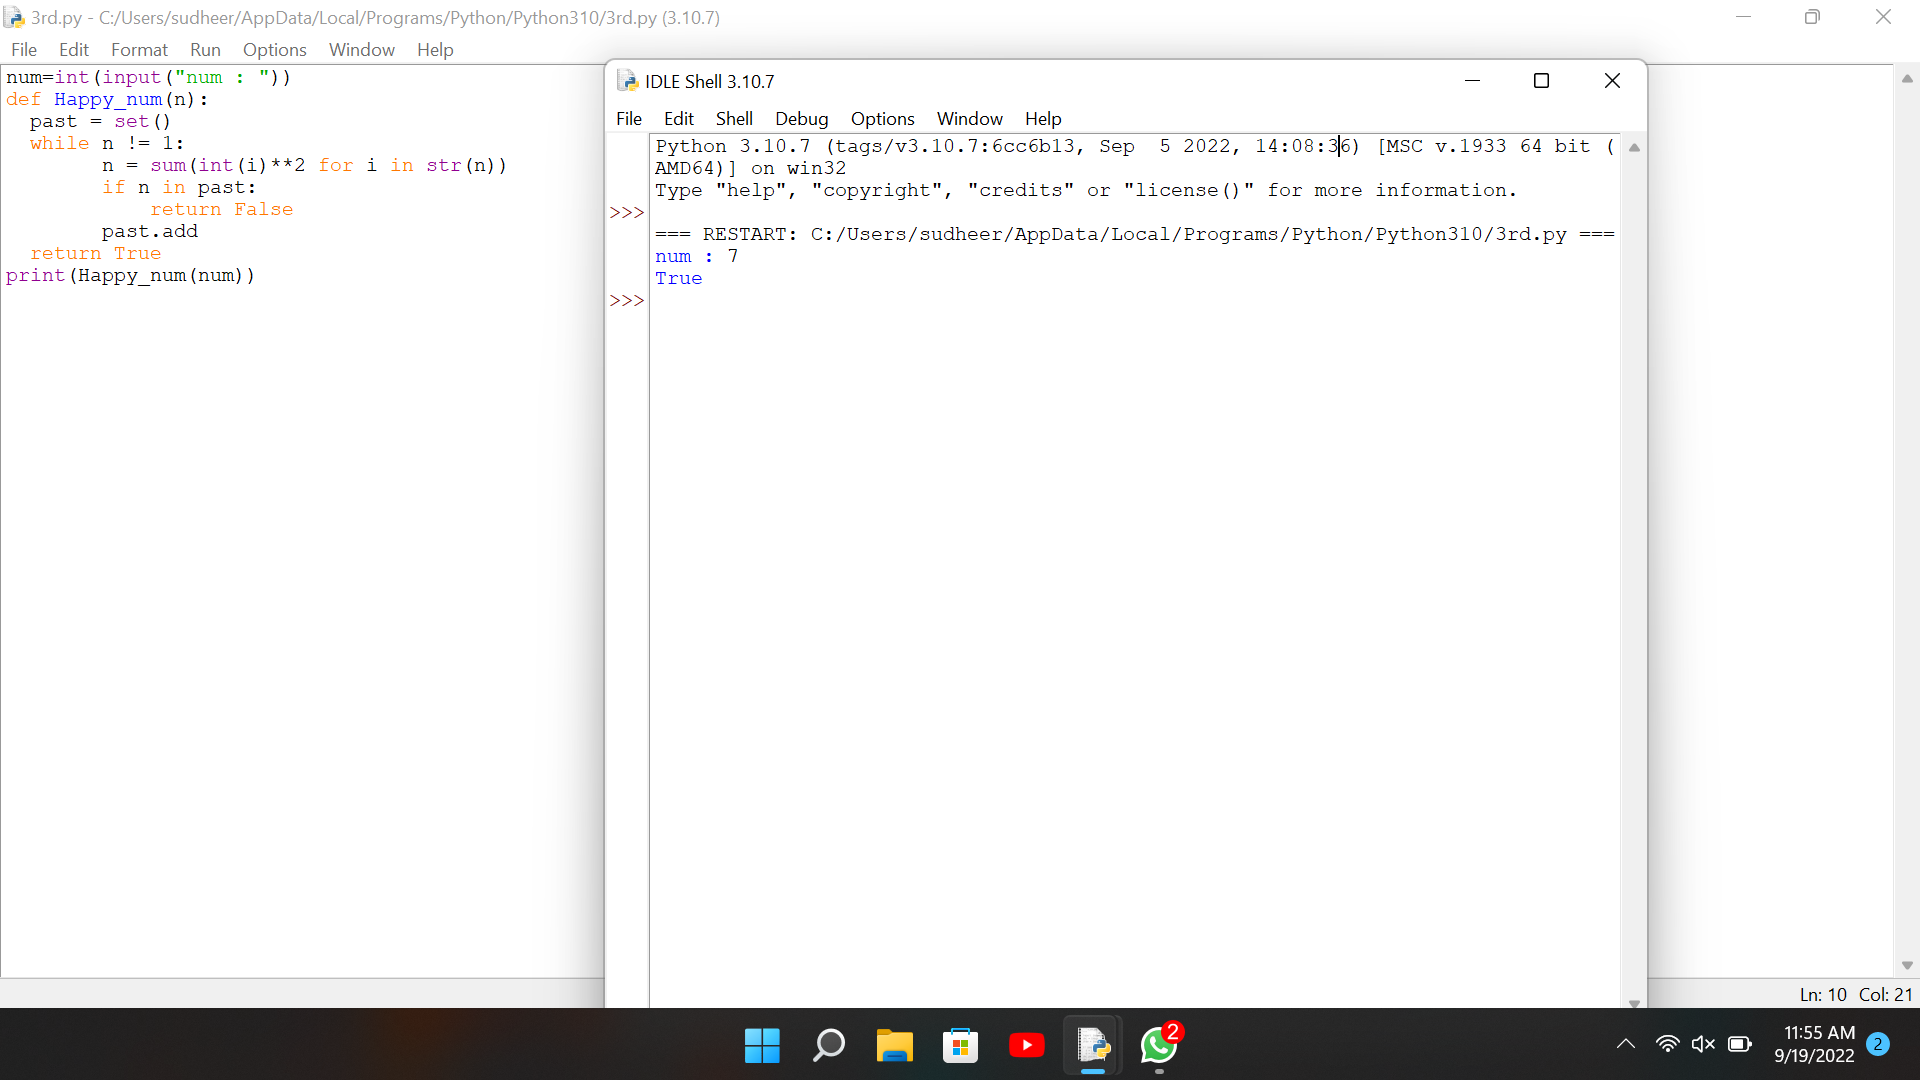 3rd.py - C:/Users/sudheer/AppData/Local/Programs/Python/Python310/3rd.py (3.10.7)
File Edit Format Run Options Window Help
num=int(input("num : "))
def Happy_num(n):
  past = set()
  while n != 1:
        n = sum(int(i)**2 for i in str(n))
        if n in past:
            return False
        past.add
  return True
print(Happy_num(num))
IDLE Shell 3.10.7
File Edit Shell Debug Options Window Help
Python 3.10.7 (tags/v3.10.7:6cc6b13, Sep  5 2022, 14:08:36) [MSC v.1933 64 bit (
AMD64)] on win32
Type "help", "copyright", "credits" or "license()" for more information.
>>>
=== RESTART: C:/Users/sudheer/AppData/Local/Programs/Python/Python310/3rd.py ===
num : 7
True
>>>
Ln: 10 Col: 21
2
11:55 AM
9/19/2022
2